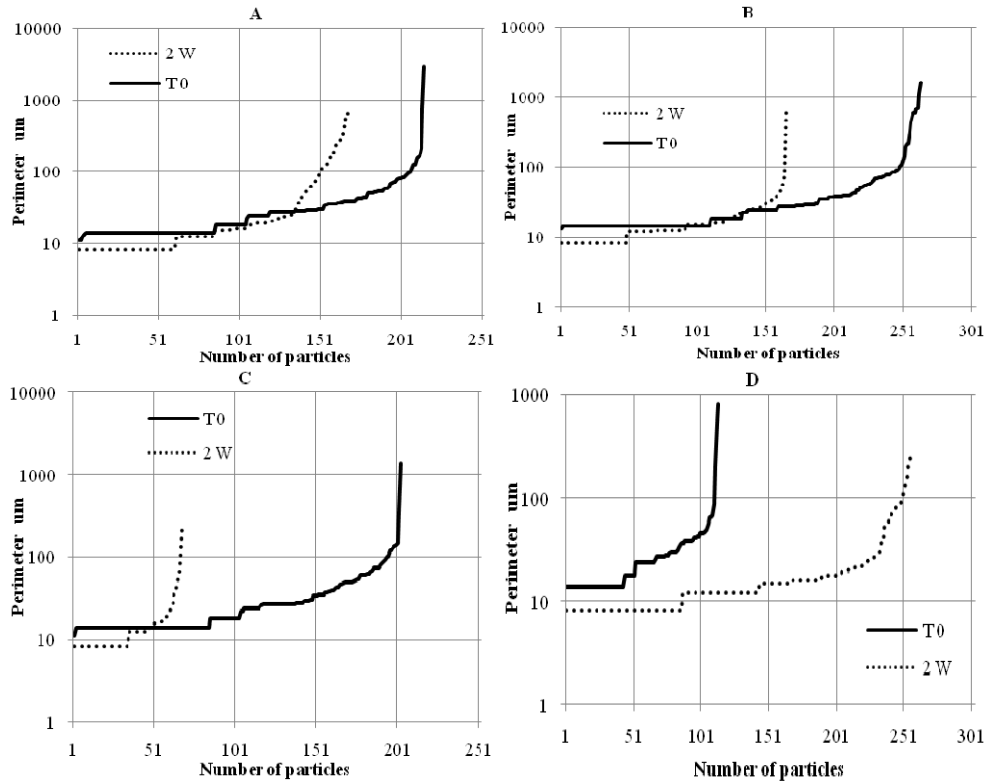 A
10000
1000
100
10
1
Perimeter um
2 W
T0
1 51 101 151 201 251
Number of particles
B
10000
1000
100
10
1
Perimeter um
2 W
T0
1 51 101 151 201 251 301
Number of particles
C
10000
1000
100
10
1
Perimeter um
T0
2 W
1 51 101 151 201 251
Number of particles
D
1000
100
10
1
Perimeter um
T0
2 W
1 51 101 151 201 251 301
Number of particles